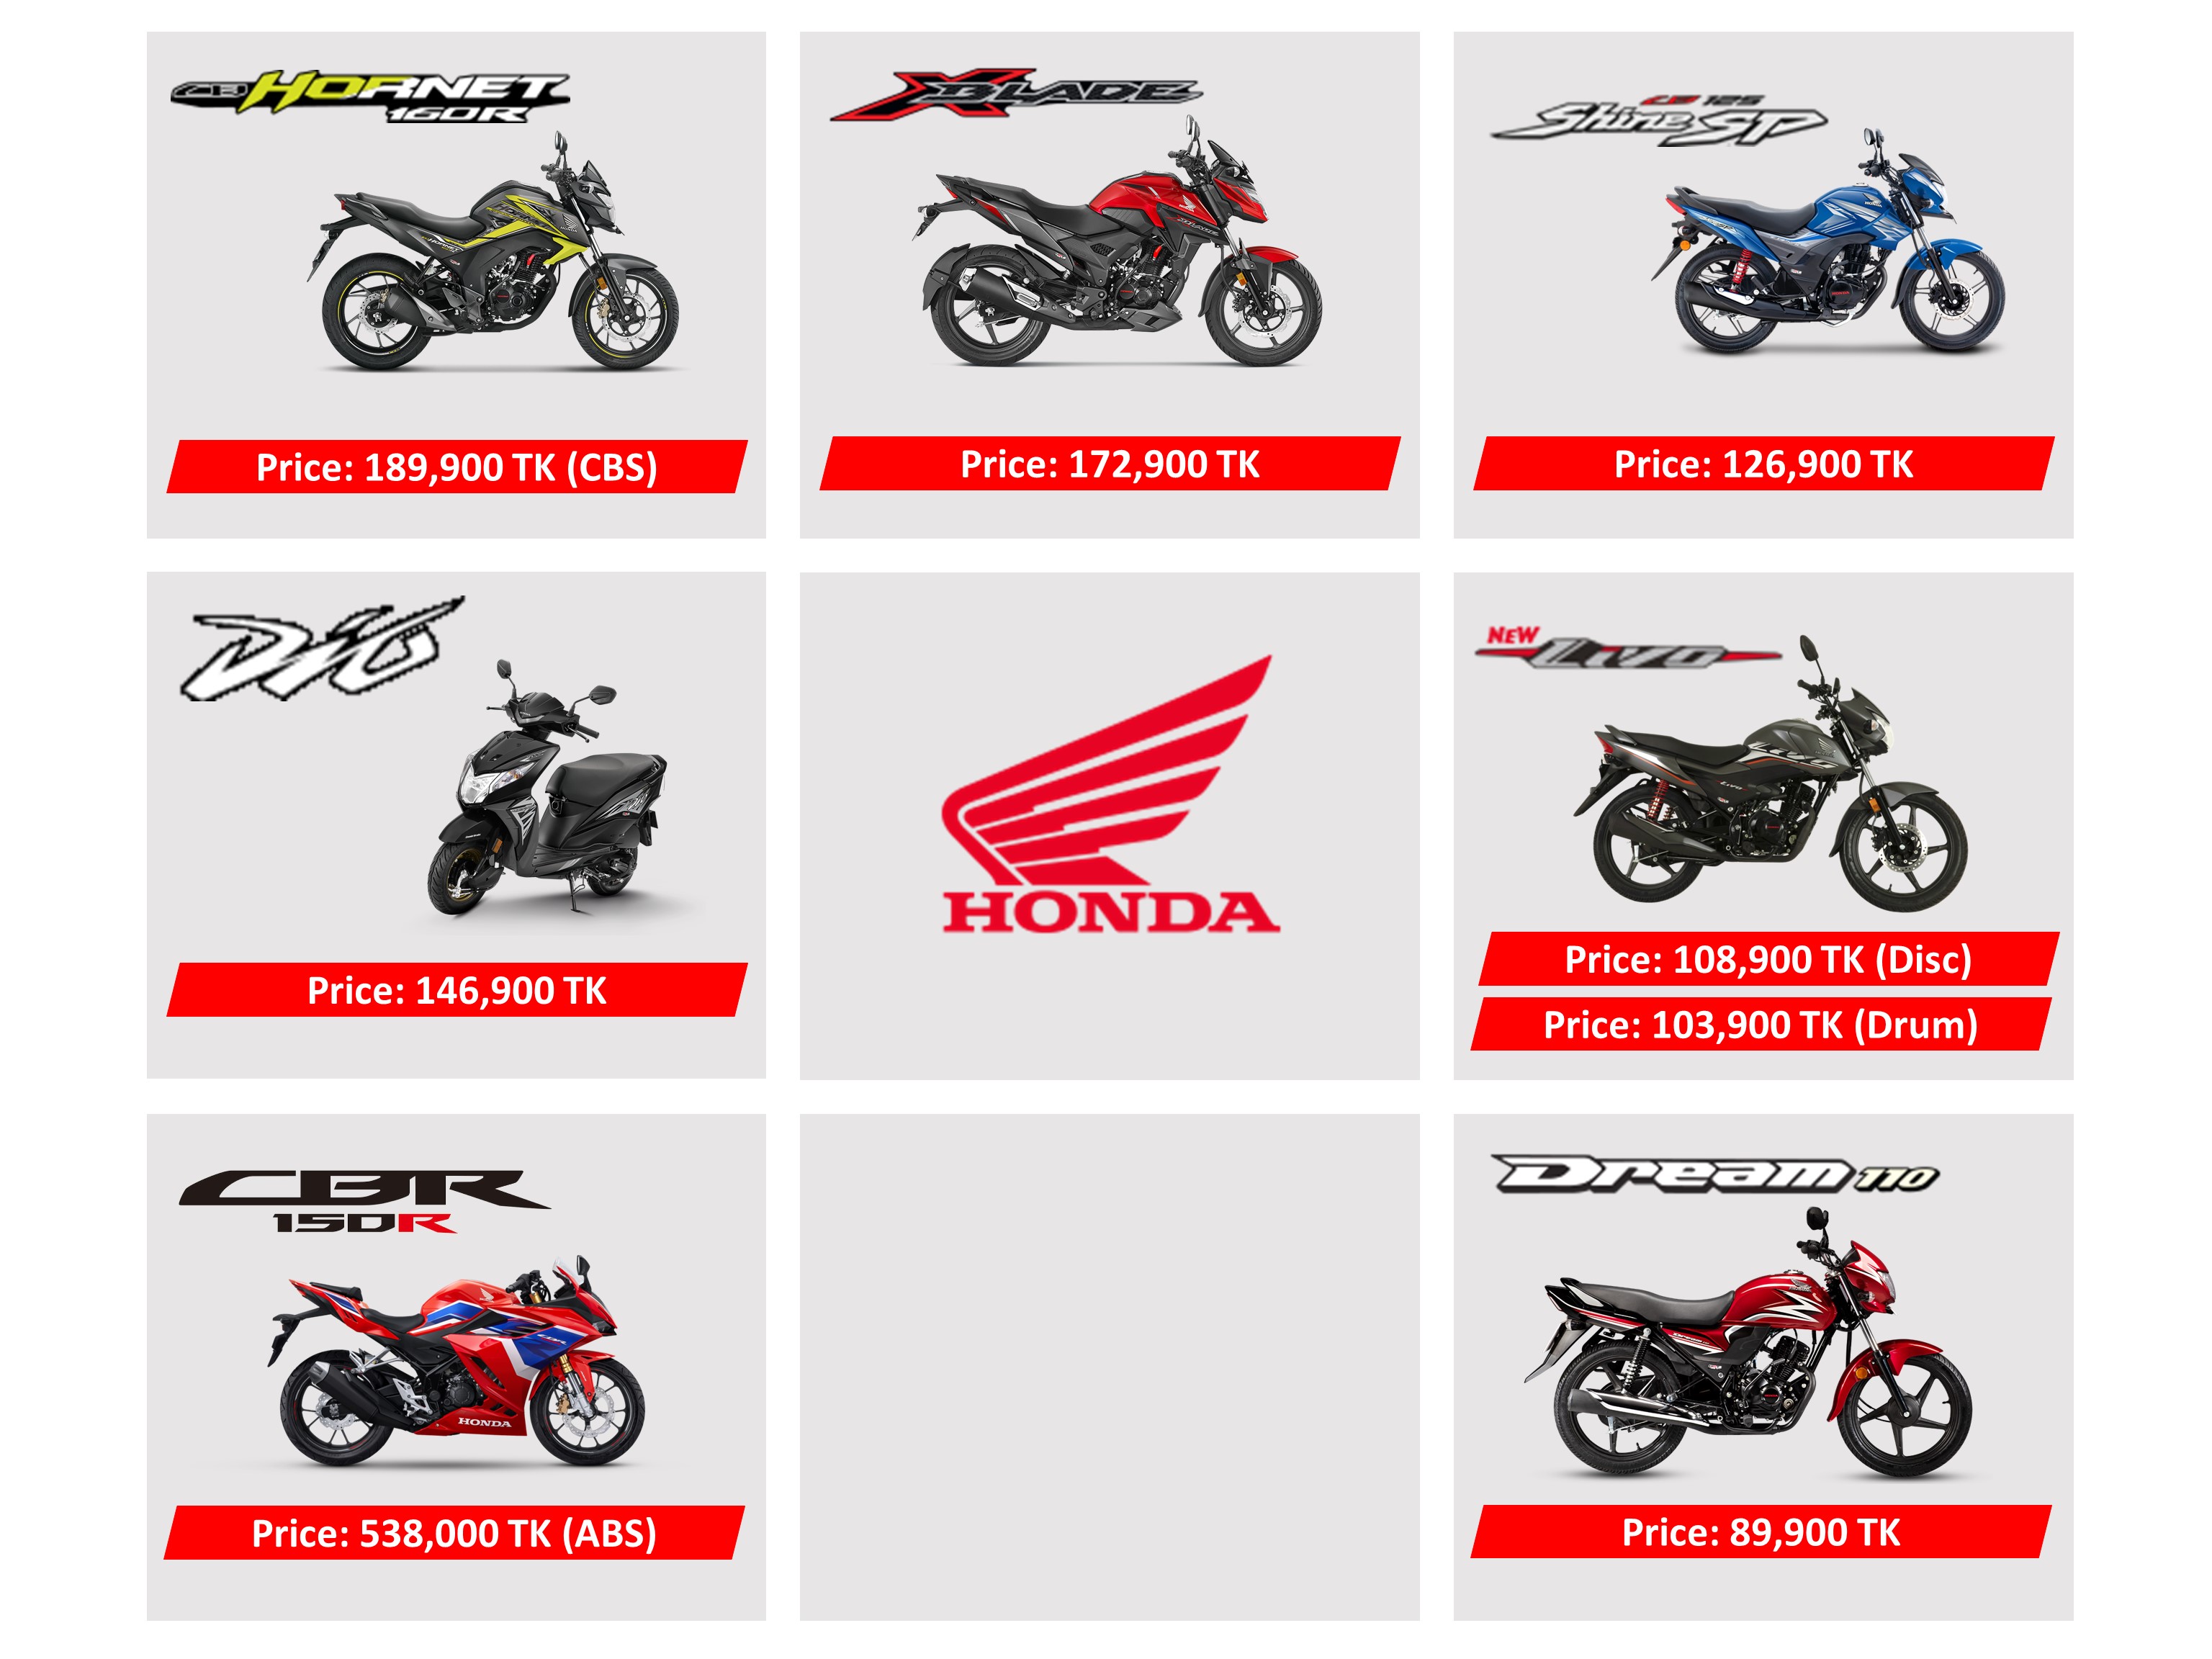 CB HORNET
160R
XBLADE
CB 125
Shine SP
Price: 189,900 TK (CBS)
Price: 172,900 TK
Price: 126,900 TK
Dio
NEW
Livo
HONDA
Price: 146,900 TK
Price: 108,900 TK (Disc)
Price: 103,900 TK (Drum)
CBR
150R
Dream 110
HONDA
Price: 538,000 TK (ABS)
Price: 89,900 TK